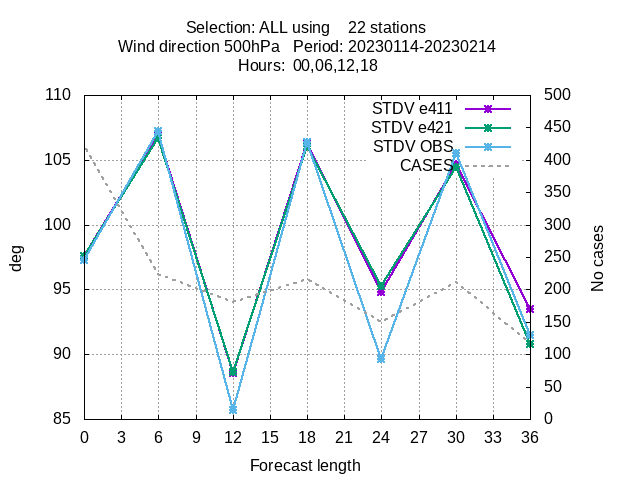 Selection: ALL using    22 stations
Wind direction 500hPa   Period: 20230114-20230214
Hours:  00,06,12,18
110
105
100
95
90
85
deg
STDV e411
STDV e421
STDV OBS
CASES
500
450
400
350
300
250
200
150
100
50
0
No cases
0 3 6 9 12 15 18 21 24 27 30 33 36
Forecast length